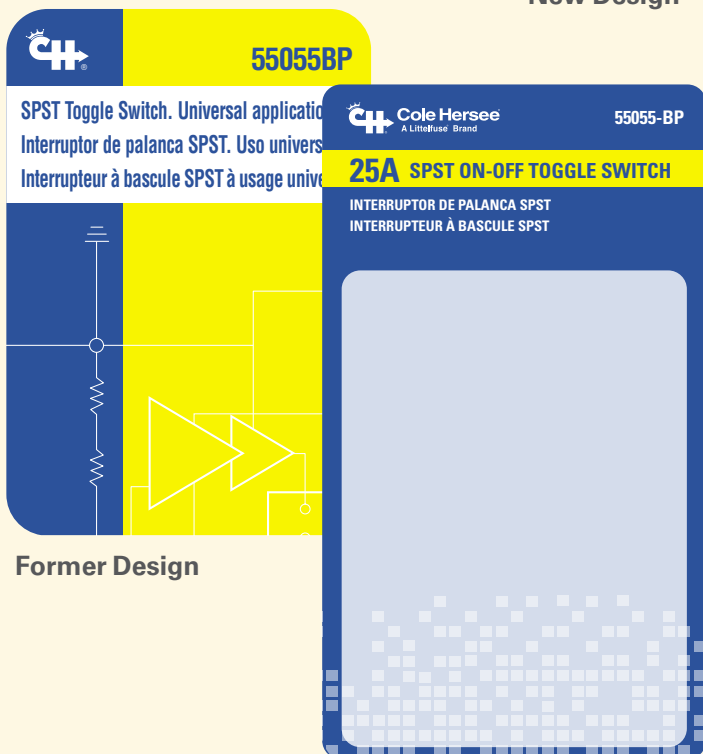 New Design
CH
®
55055BP
SPST Toggle Switch. Universal applicatio
Interruptor de palanca SPST. Uso univers
Interrupteur à bascule SPST à usage unive
CH Cole Hersee®
A Littelfuse® Brand
55055-BP
25A SPST ON-OFF TOGGLE SWITCH
INTERRUPTOR DE PALANCA SPST
INTERRUPTEUR À BASCULE SPST
Former Design